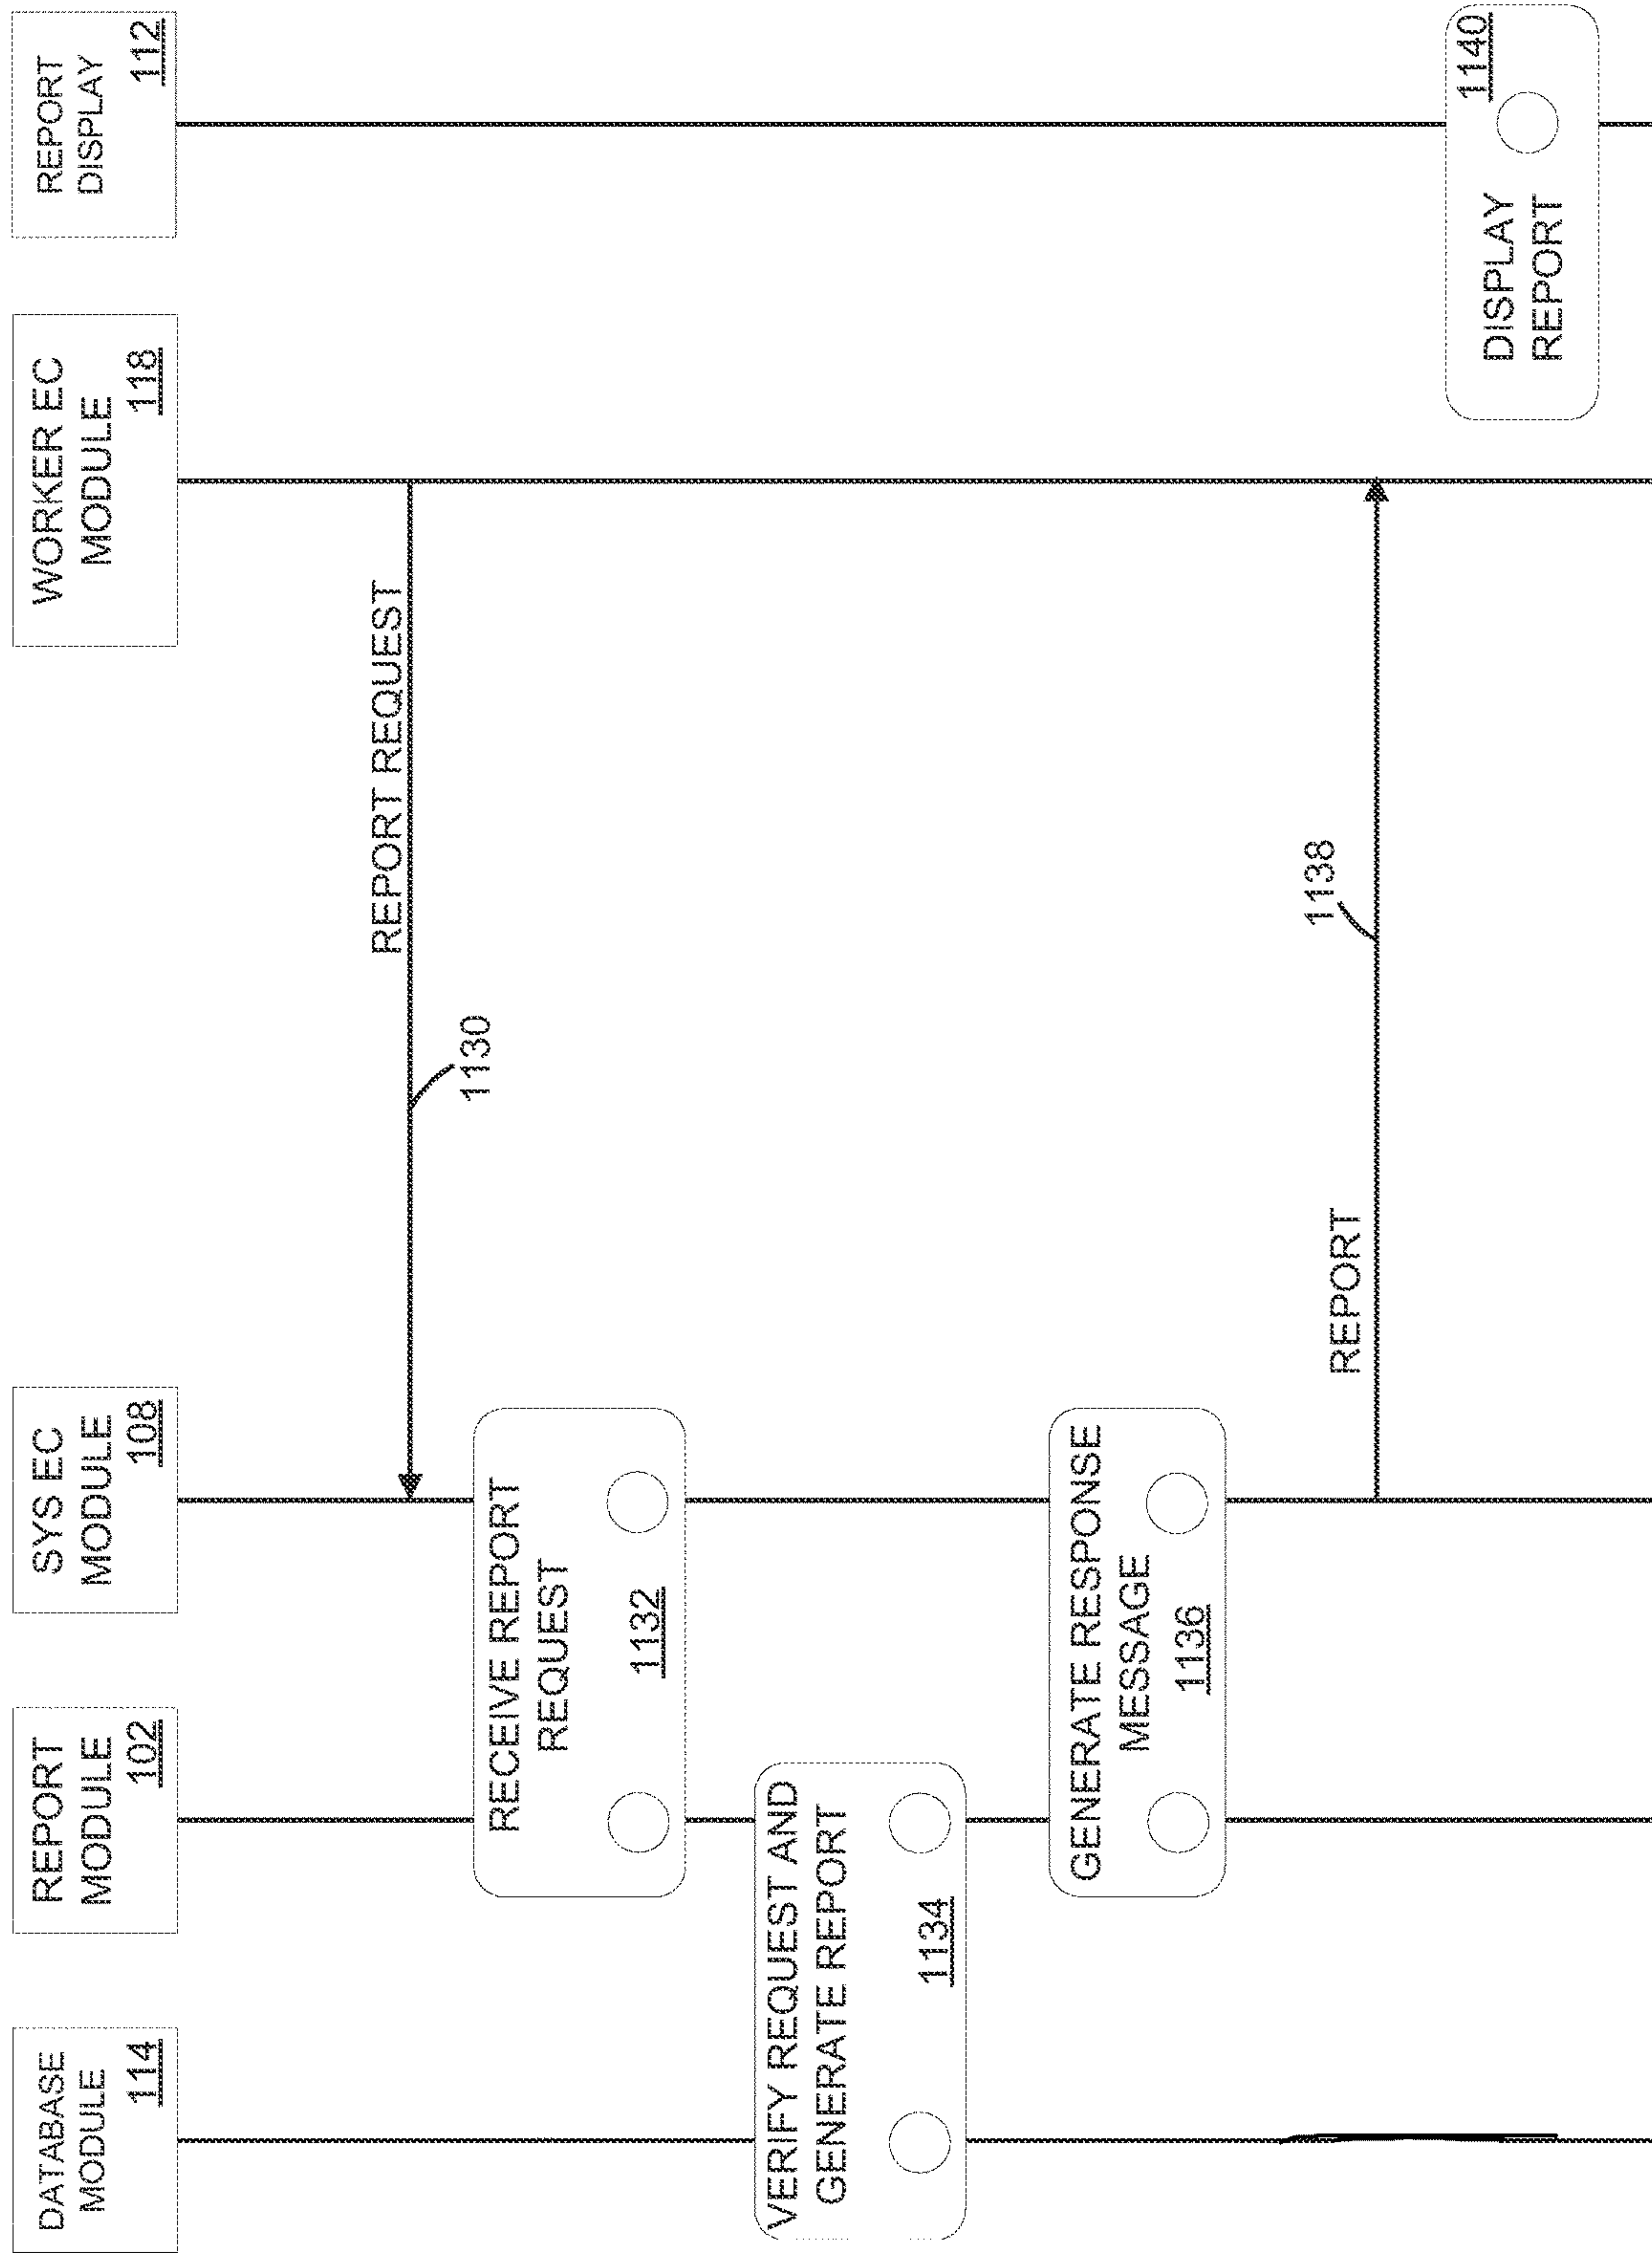 DATABASE
MODULE
114
REPORT
MODULE
102
SYS EC
MODULE
108
WORKER EC
MODULE
118
REPORT
DISPLAY
112
REPORT REQUEST
1130
RECEIVE REPORT
REQUEST
1132
VERIFY REQUEST AND
GENERATE REPORT
1134
GENERATE RESPONSE
MESSAGE
1136
REPORT
1138
DISPLAY
REPORT
1140